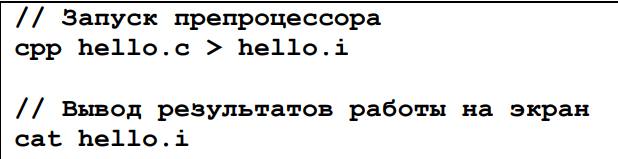 // Запуск препроцессора
cpp hello.c > hello.i
// Вывод результатов работы на экран
cat hello.i